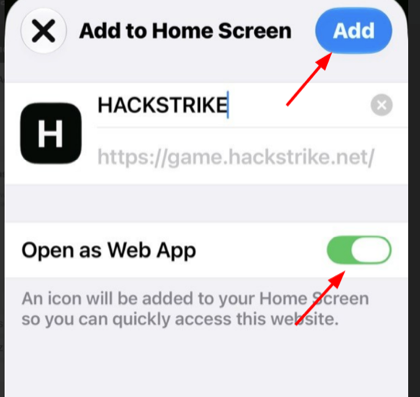 Add to Home Screen
Add
HACKSTRIKE
H
https://game.hackstrike.net/
Open as Web App
An icon will be added to your Home Screen
so you can quickly access this website.